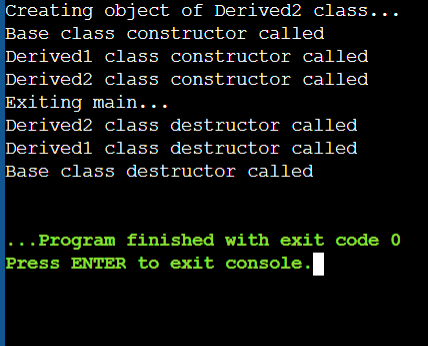 Creating object of Derived2 class...
Base class constructor called
Derived1 class constructor called
Derived2 class constructor called
Exiting main...
Derived2 class destructor called
Derived1 class destructor called
Base class destructor called
...Program finished with exit code 0
Press ENTER to exit console.